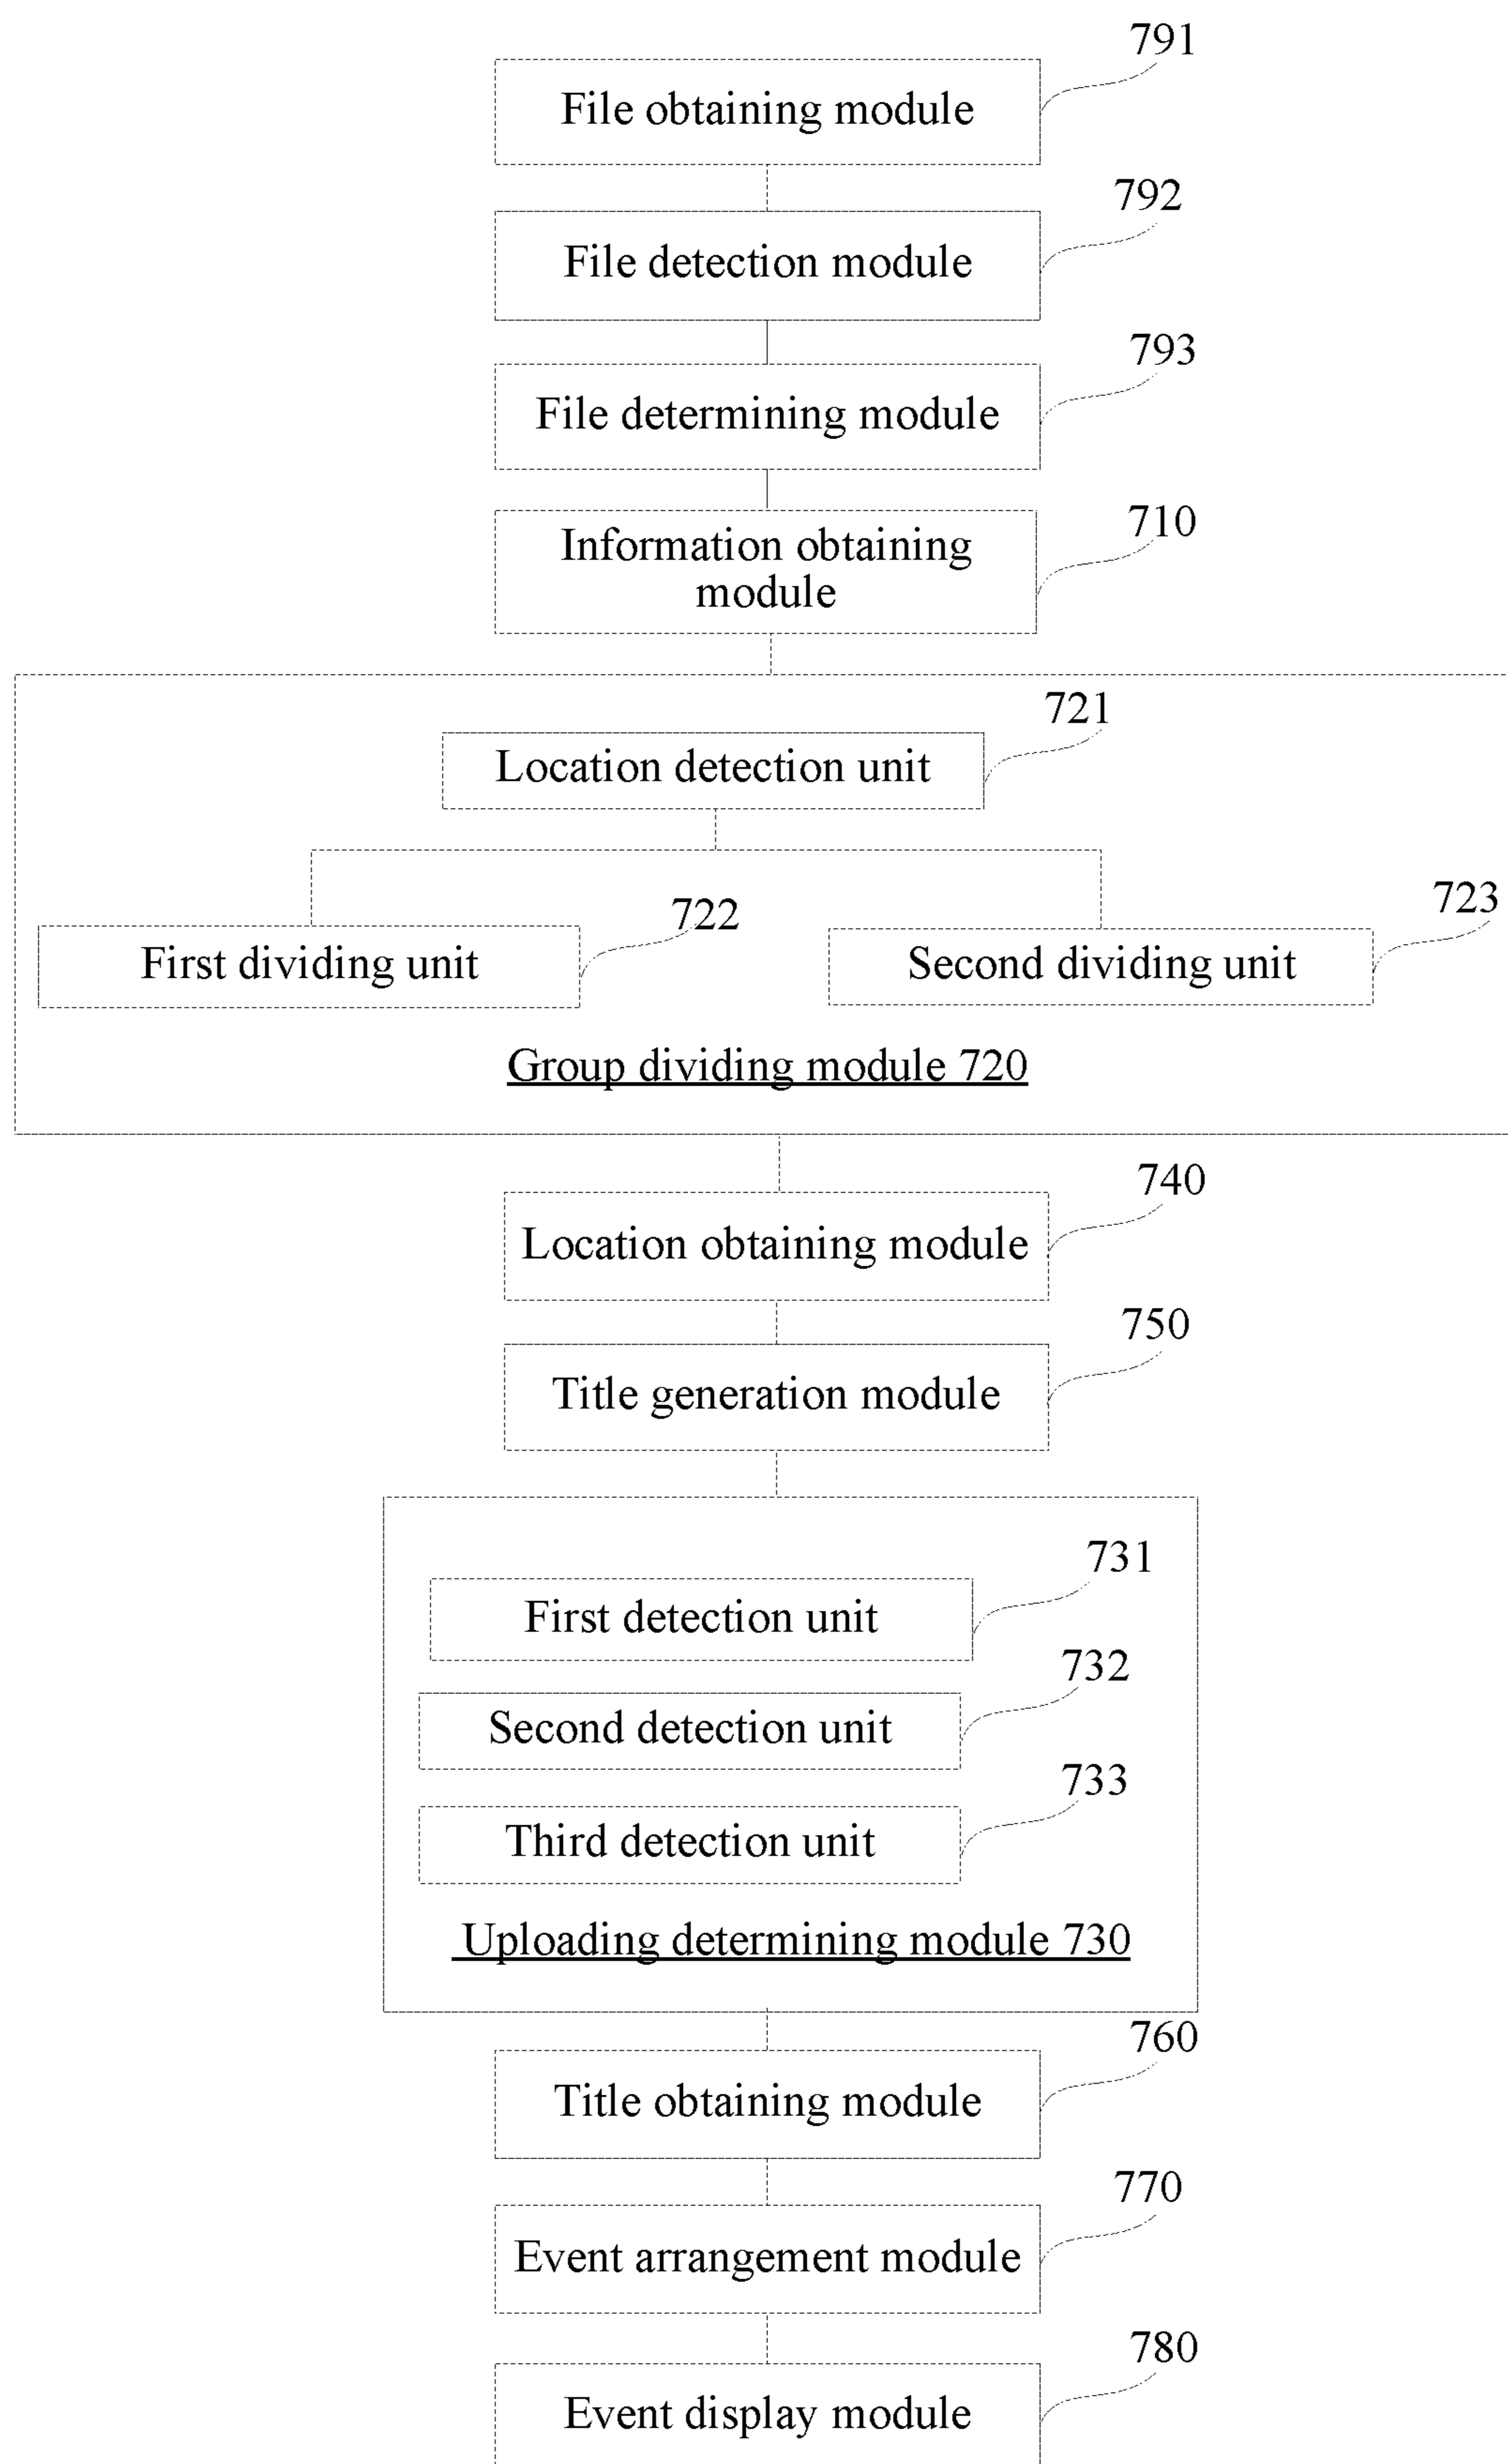 791
File obtaining module
792
File detection module
793
File determining module
710
Information obtaining
module
721
Location detection unit
722
723
First dividing unit
Second dividing unit
Group dividing module 720
740
Location obtaining module
750
Title generation module
731
First detection unit
732
Second detection unit
733
Third detection unit
Uploading determining module 730
760
Title obtaining module
770
Event arrangement module
780
Event display module